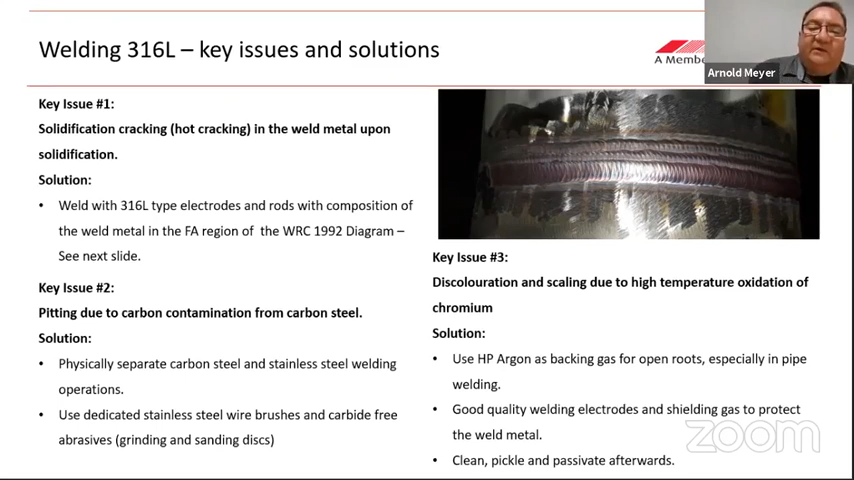 Welding 316L – key issues and solutions
A Membe
Arnold Meyer
Key Issue #1:
Solidification cracking (hot cracking) in the weld metal upon
solidification.
Solution:
• Weld with 316L type electrodes and rods with composition of
the weld metal in the FA region of the WRC 1992 Diagram –
See next slide.
Key Issue #2:
Pitting due to carbon contamination from carbon steel.
Solution:
• Physically separate carbon steel and stainless steel welding
operations.
• Use dedicated stainless steel wire brushes and carbide free
abrasives (grinding and sanding discs)
Key Issue #3:
Discolouration and scaling due to high temperature oxidation of
chromium
Solution:
• Use HP Argon as backing gas for open roots, especially in pipe
welding.
• Good quality welding electrodes and shielding gas to protect
the weld metal.
• Clean, pickle and passivate afterwards.
zoom